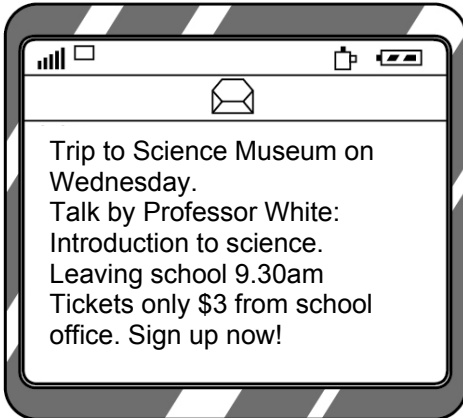 Trip to Science Museum on
Wednesday.
Talk by Professor White:
Introduction to science.
Leaving school 9.30am
Tickets only $3 from school
office. Sign up now!